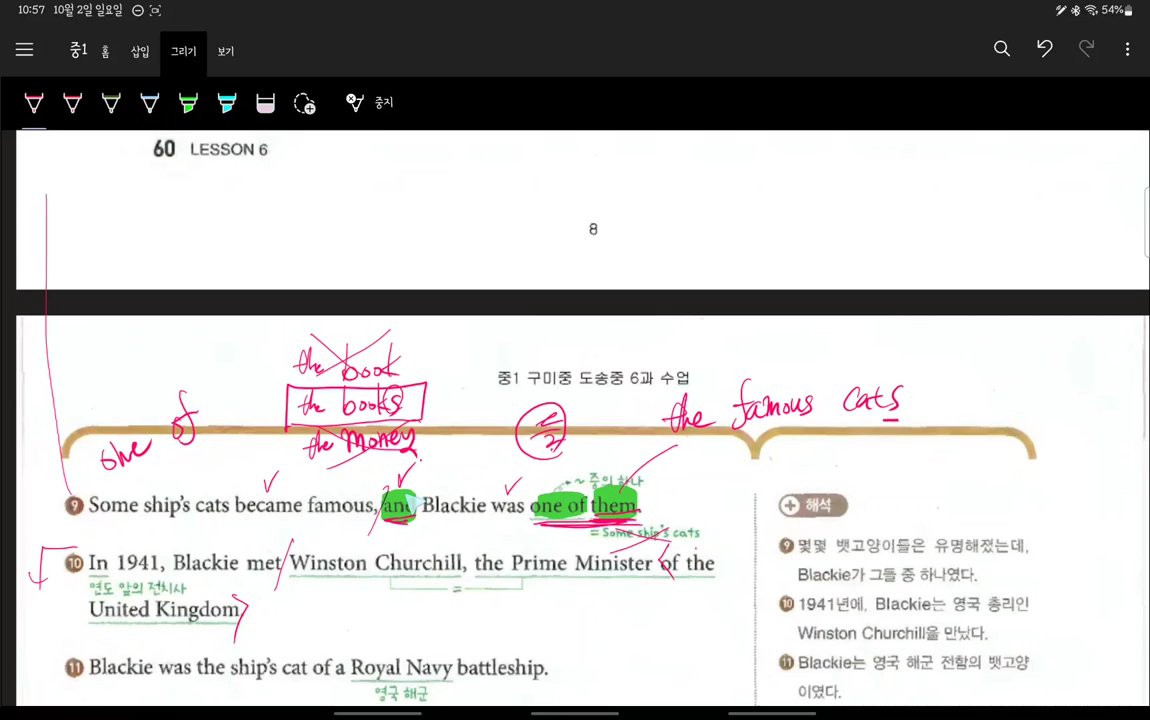 10:57 10월 2일 일요일 54%
중1 홈 삽입 그리기 보기
중지
60 LESSON 6
8
the book
중1 구미중 도송중 6과 수업
the books
the famous cats
one of the money
~ 중의 하나
⑨ Some ship's cats became famous, and Blackie was one of them.
= Some ship's cats
⑩ In 1941, Blackie met Winston Churchill, the Prime Minister of the
연도 앞의 전치사 =
United Kingdom
⑪ Blackie was the ship's cat of a Royal Navy battleship.
영국 해군
해석
⑨ 몇몇 뱃고양이들은 유명해졌는데,
Blackie가 그들 중 하나였다.
⑩ 1941년에, Blackie는 영국 총리인
Winston Churchill을 만났다.
⑪ Blackie는 영국 해군 전함의 뱃고양
이였다.